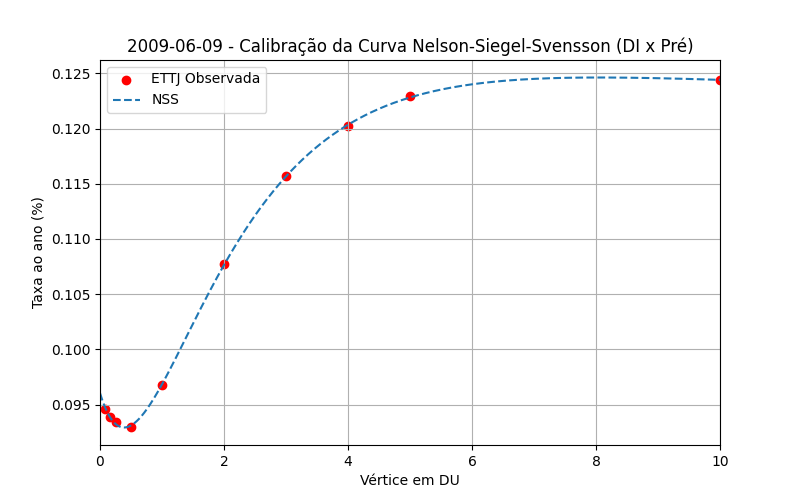 2009-06-09 - Calibração da Curva Nelson-Siegel-Svensson (DI x Pré)
ETTJ Observada
NSS
Taxa ao ano (%)
0.125
0.120
0.115
0.110
0.105
0.100
0.095
0 2 4 6 8 10
Vértice em DU